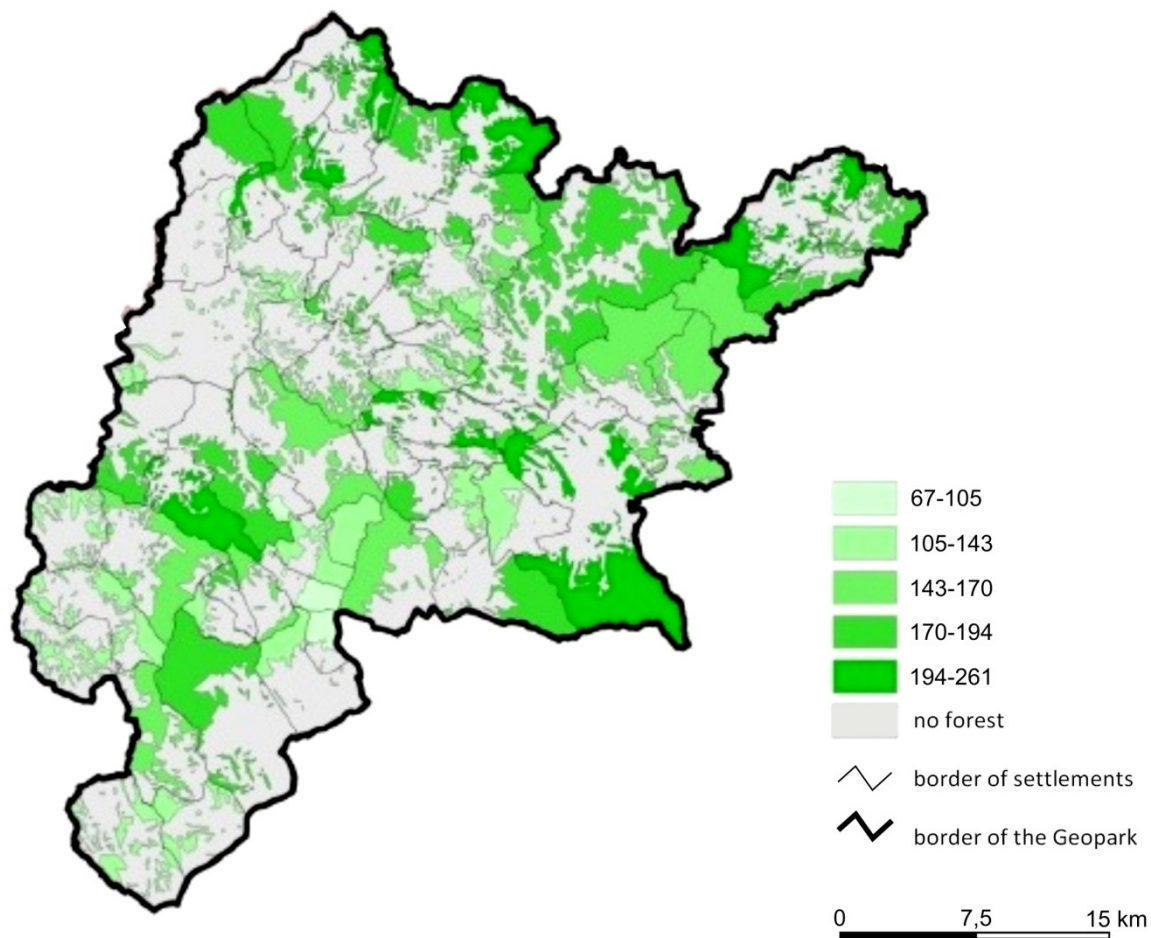 67-105
105-143
143-170
170-194
194-261
no forest
border of settlements
border of the Geopark
0 7,5 15 km